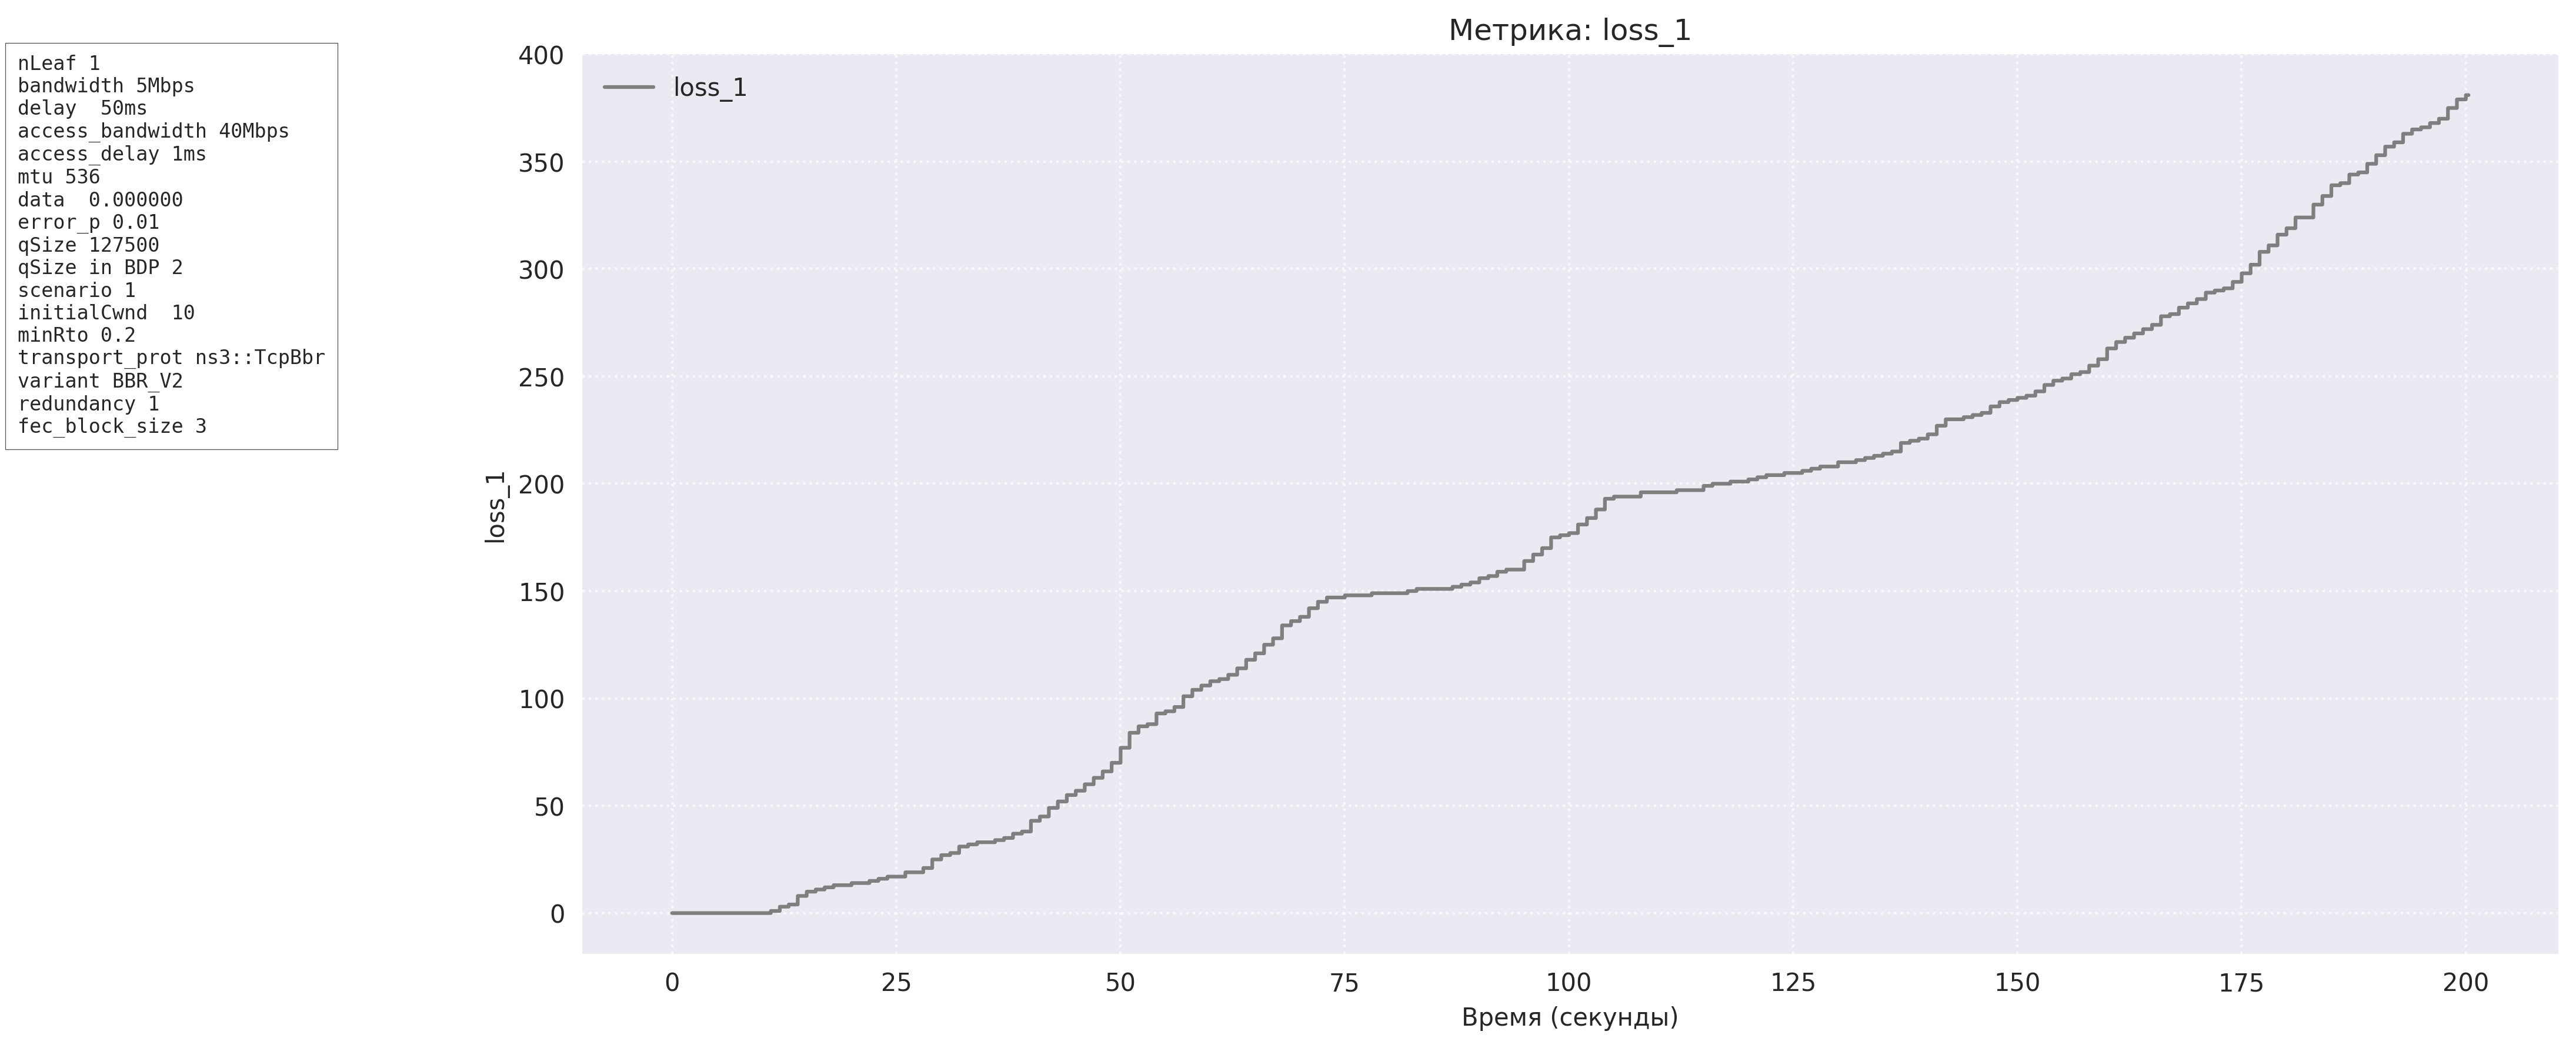 nLeaf 1
bandwidth 5Mbps
delay  50ms
access_bandwidth 40Mbps
access_delay 1ms
mtu 536
data  0.000000
error_p 0.01
qSize 127500
qSize in BDP 2
scenario 1
initialCwnd  10
minRto 0.2
transport_prot ns3::TcpBbr
variant BBR_V2
redundancy 1
fec_block_size 3
Метрика: loss_1
loss_1
loss_1
400
350
300
250
200
150
100
50
0
0 25 50 75 100 125 150 175 200
Время (секунды)